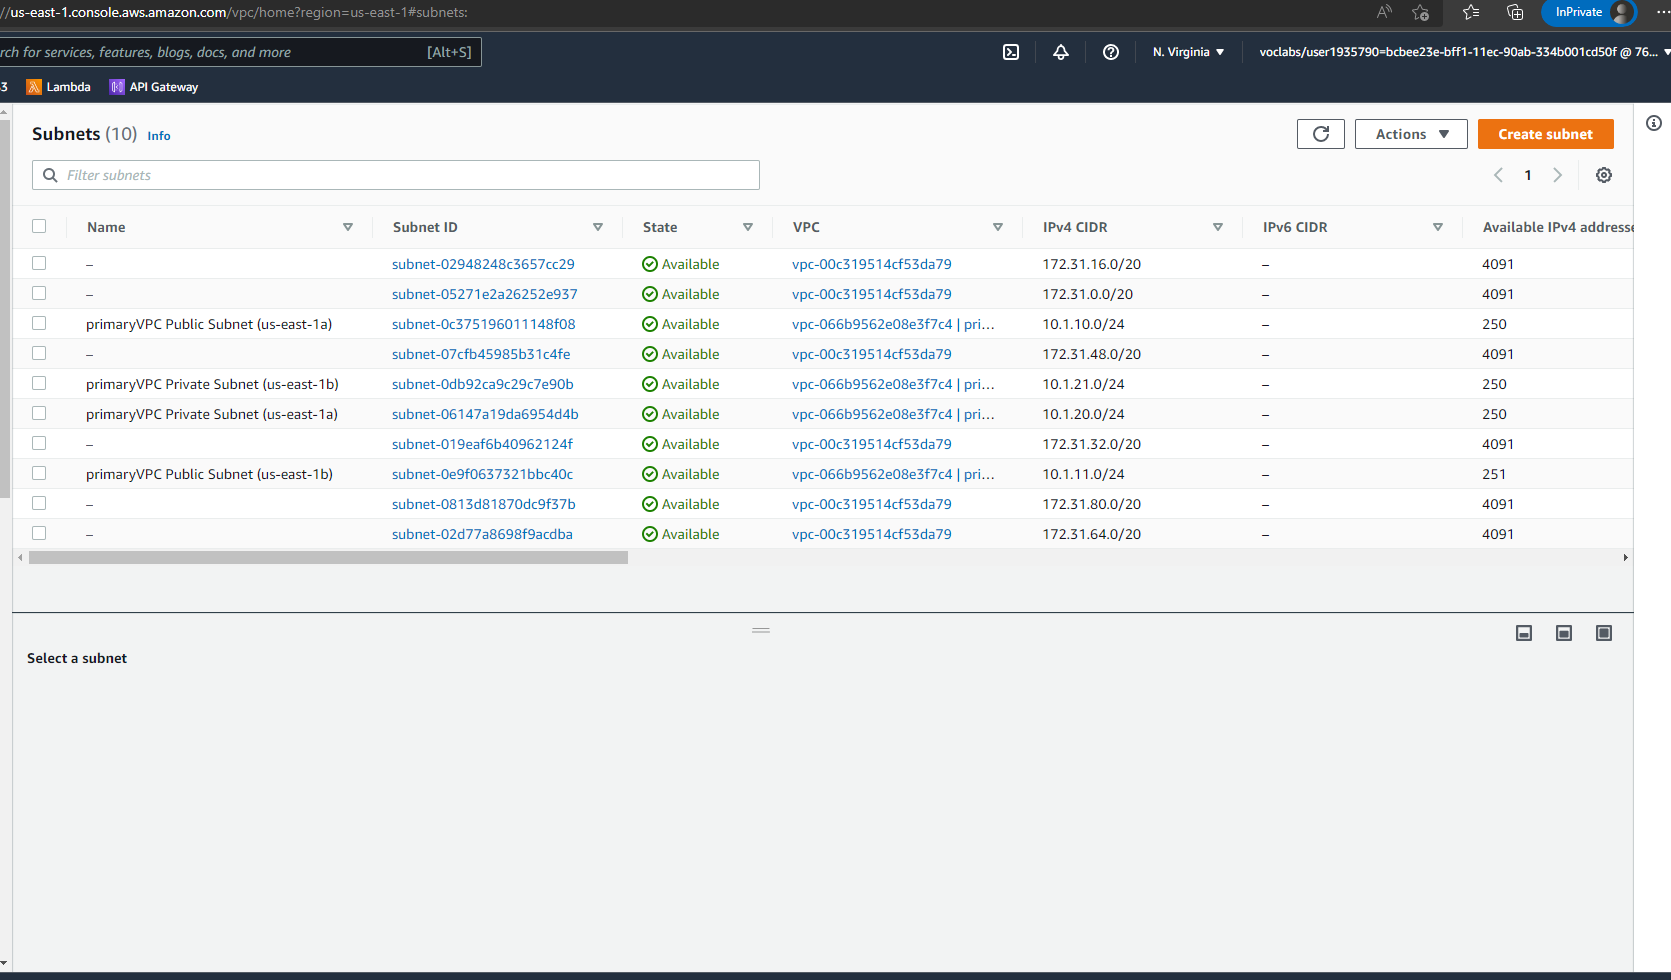 //us-east-1.console.aws.amazon.com/vpc/home?region=us-east-1#subnets:
InPrivate
rch for services, features, blogs, docs, and more [Alt+S]
N. Virginia voclabs/user1935790=bcbee23e-bff1-11ec-90ab-334b001cd50f @ 76...
3 Lambda API Gateway
Subnets (10) Info
Actions Create subnet
Filter subnets
1
Name Subnet ID State VPC IPv4 CIDR IPv6 CIDR Available IPv4 addresse
– subnet-02948248c3657cc29 Available vpc-00c319514cf53da79 172.31.16.0/20 – 4091
– subnet-05271e2a26252e937 Available vpc-00c319514cf53da79 172.31.0.0/20 – 4091
primaryVPC Public Subnet (us-east-1a) subnet-0c375196011148f08 Available vpc-066b9562e08e3f7c4 | pri... 10.1.10.0/24 – 250
– subnet-07cfb45985b31c4fe Available vpc-00c319514cf53da79 172.31.48.0/20 – 4091
primaryVPC Private Subnet (us-east-1b) subnet-0db92ca9c29c7e90b Available vpc-066b9562e08e3f7c4 | pri... 10.1.21.0/24 – 250
primaryVPC Private Subnet (us-east-1a) subnet-06147a19da6954d4b Available vpc-066b9562e08e3f7c4 | pri... 10.1.20.0/24 – 250
– subnet-019eaf6b40962124f Available vpc-00c319514cf53da79 172.31.32.0/20 – 4091
primaryVPC Public Subnet (us-east-1b) subnet-0e9f0637321bbc40c Available vpc-066b9562e08e3f7c4 | pri... 10.1.11.0/24 – 251
– subnet-0813d81870dc9f37b Available vpc-00c319514cf53da79 172.31.80.0/20 – 4091
– subnet-02d77a8698f9acdba Available vpc-00c319514cf53da79 172.31.64.0/20 – 4091
Select a subnet